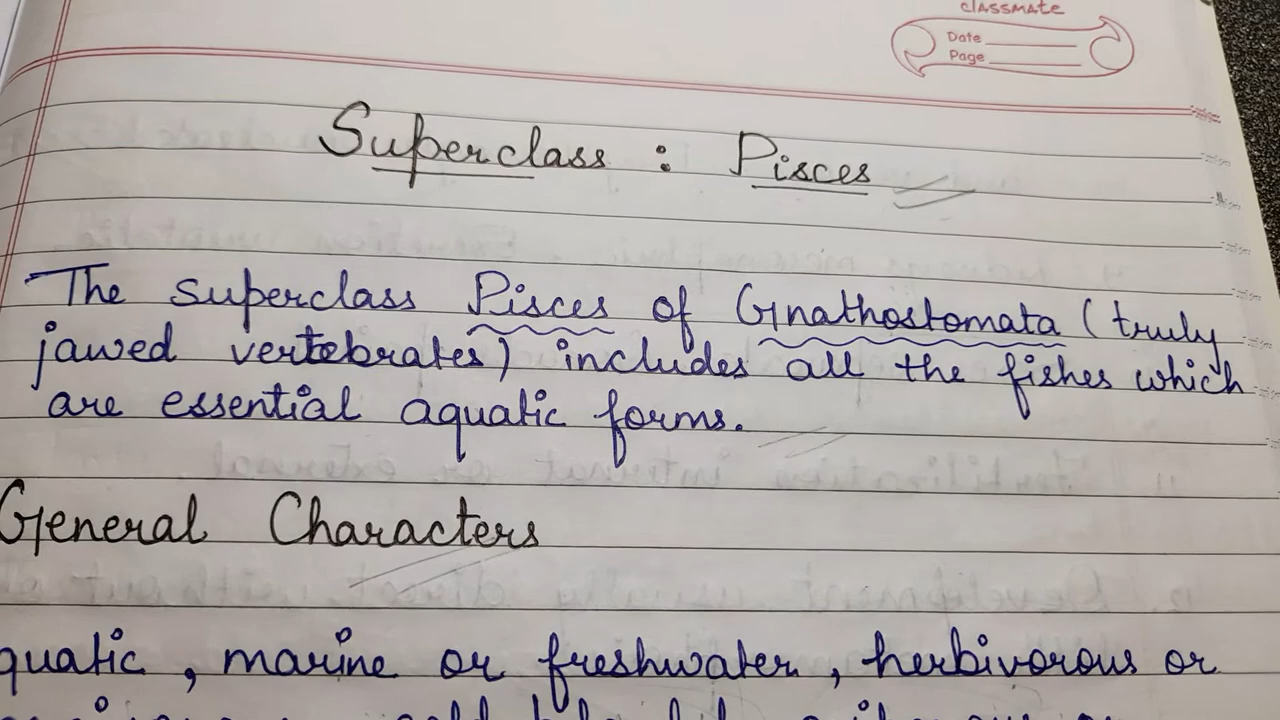 classmate
Date
Page
Superclass : Pisces
The superclass Pisces of Gnathostomata (truly
jawed vertebrates) includes all the fishes which
are essential aquatic forms.
General Characters
quatic, marine or freshwater, herbivorous or